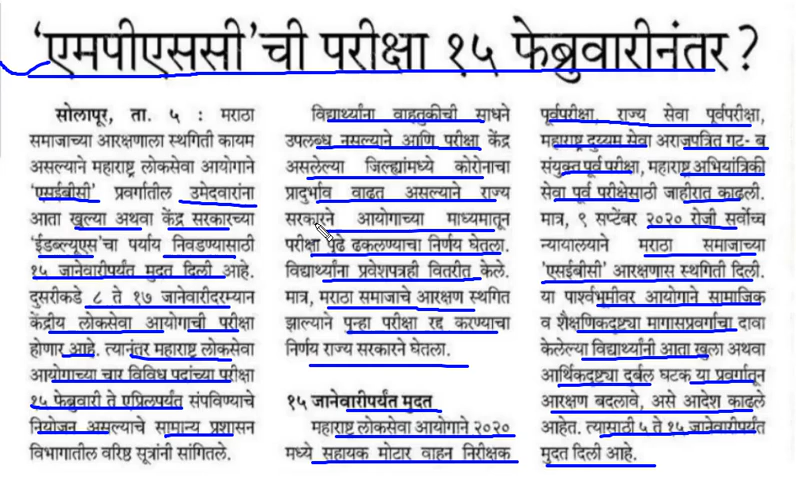 ‘एमपीएससी’ची परीक्षा १५ फेब्रुवारीनंतर?
सोलापूर, ता. ५ : मराठा
समाजाच्या आरक्षणाला स्थगिती कायम
असल्याने महाराष्ट्र लोकसेवा आयोगाने
‘एसईबीसी’ प्रवर्गातील उमेदवारांना
आता खुल्या अथवा केंद्र सरकारच्या
‘ईडब्ल्यूएस’चा पर्याय निवडण्यासाठी
१५ जानेवारीपर्यंत मुदत दिली आहे.
दुसरीकडे ८ ते १७ जानेवारीदरम्यान
केंद्रीय लोकसेवा आयोगाची परीक्षा
होणार आहे. त्यानंतर महाराष्ट्र लोकसेवा
आयोगाच्या चार विविध पदांच्या परीक्षा
१५ फेब्रुवारी ते एप्रिलपर्यंत संपविण्याचे
नियोजन असल्याचे सामान्य प्रशासन
विभागातील वरिष्ठ सूत्रांनी सांगितले.
विद्यार्थ्यांना वाहतुकीची साधने
उपलब्ध नसल्याने आणि परीक्षा केंद्र
असलेल्या जिल्ह्यांमध्ये कोरोनाचा
प्रादुर्भाव वाढत असल्याने राज्य
सरकारने आयोगाच्या माध्यमातून
परीक्षा पुढे ढकलण्याचा निर्णय घेतला.
विद्यार्थ्यांना प्रवेशपत्रही वितरीत केले.
मात्र, मराठा समाजाचे आरक्षण स्थगित
झाल्याने पुन्हा परीक्षा रद्द करण्याचा
निर्णय राज्य सरकारने घेतला.
१५ जानेवारीपर्यंत मुदत
महाराष्ट्र लोकसेवा आयोगाने २०२०
मध्ये सहायक मोटार वाहन निरीक्षक
पूर्वपरीक्षा, राज्य सेवा पूर्वपरीक्षा,
महाराष्ट्र दुय्यम सेवा अराजपत्रित गट- ब
संयुक्त पूर्व परीक्षा, महाराष्ट्र अभियांत्रिकी
सेवा पूर्व परीक्षेसाठी जाहीरात काढली.
मात्र, ९ सप्टेंबर २०२० रोजी सर्वोच्च
न्यायालयाने मराठा समाजाच्या
‘एसईबीसी’ आरक्षणास स्थगिती दिली.
या पार्श्वभूमीवर आयोगाने सामाजिक
व शैक्षणिकदृष्ट्या मागासप्रवर्गाचा दावा
केलेल्या विद्यार्थ्यांनी आता खुला अथवा
आर्थिकदृष्ट्या दुर्बल घटक या प्रवर्गातून
आरक्षण बदलावे, असे आदेश काढले
आहेत. त्यासाठी ५ ते १५ जानेवारीपर्यंत
मुदत दिली आहे.